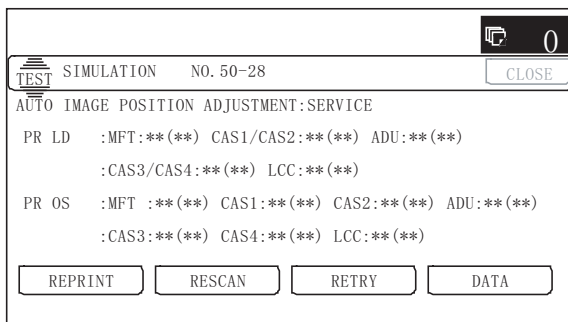 0
TEST SIMULATION NO.50-28 CLOSE
AUTO IMAGE POSITION ADJUSTMENT:SERVICE
PR LD :MFT:**(**) CAS1/CAS2:**(**) ADU:**(**)
:CAS3/CAS4:**(**) LCC:**(**)
PR OS :MFT :**(**) CAS1:**(**) CAS2:**(**) ADU:**(**)
:CAS3:**(**) CAS4:**(**) LCC:**(**)
REPRINT RESCAN RETRY DATA